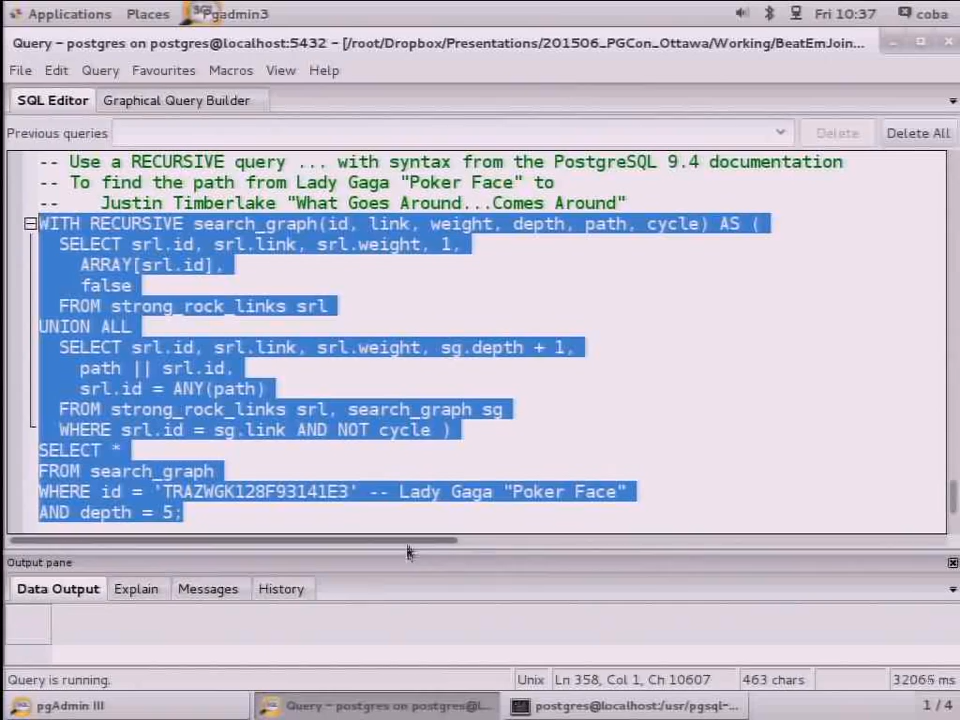 Applications Places Pgadmin3 Fri 10:37 coba
Query - postgres on postgres@localhost:5432 - [/root/Dropbox/Presentations/201506_PGCon_Ottawa/Working/BeatEmJoin...
File Edit Query Favourites Macros View Help
SQL Editor Graphical Query Builder
Previous queries Delete Delete All
-- Use a RECURSIVE query ... with syntax from the PostgreSQL 9.4 documentation
-- To find the path from Lady Gaga "Poker Face" to
-- Justin Timberlake "What Goes Around...Comes Around"
WITH RECURSIVE search_graph(id, link, weight, depth, path, cycle) AS (
SELECT srl.id, srl.link, srl.weight, 1,
ARRAY[srl.id],
false
FROM strong_rock_links srl
UNION ALL
SELECT srl.id, srl.link, srl.weight, sg.depth + 1,
path || srl.id,
srl.id = ANY(path)
FROM strong_rock_links srl, search_graph sg
WHERE srl.id = sg.link AND NOT cycle )
SELECT *
FROM search_graph
WHERE id = 'TRAZWGK128F93141E3' -- Lady Gaga "Poker Face"
AND depth = 5;
Output pane
Data Output Explain Messages History
Query is running. Unix Ln 358, Col 1, Ch 10607 463 chars ms
pgAdmin III Query - postgres on postgres@l... postgres@localhost:/usr/pgsql-... 1 / 4